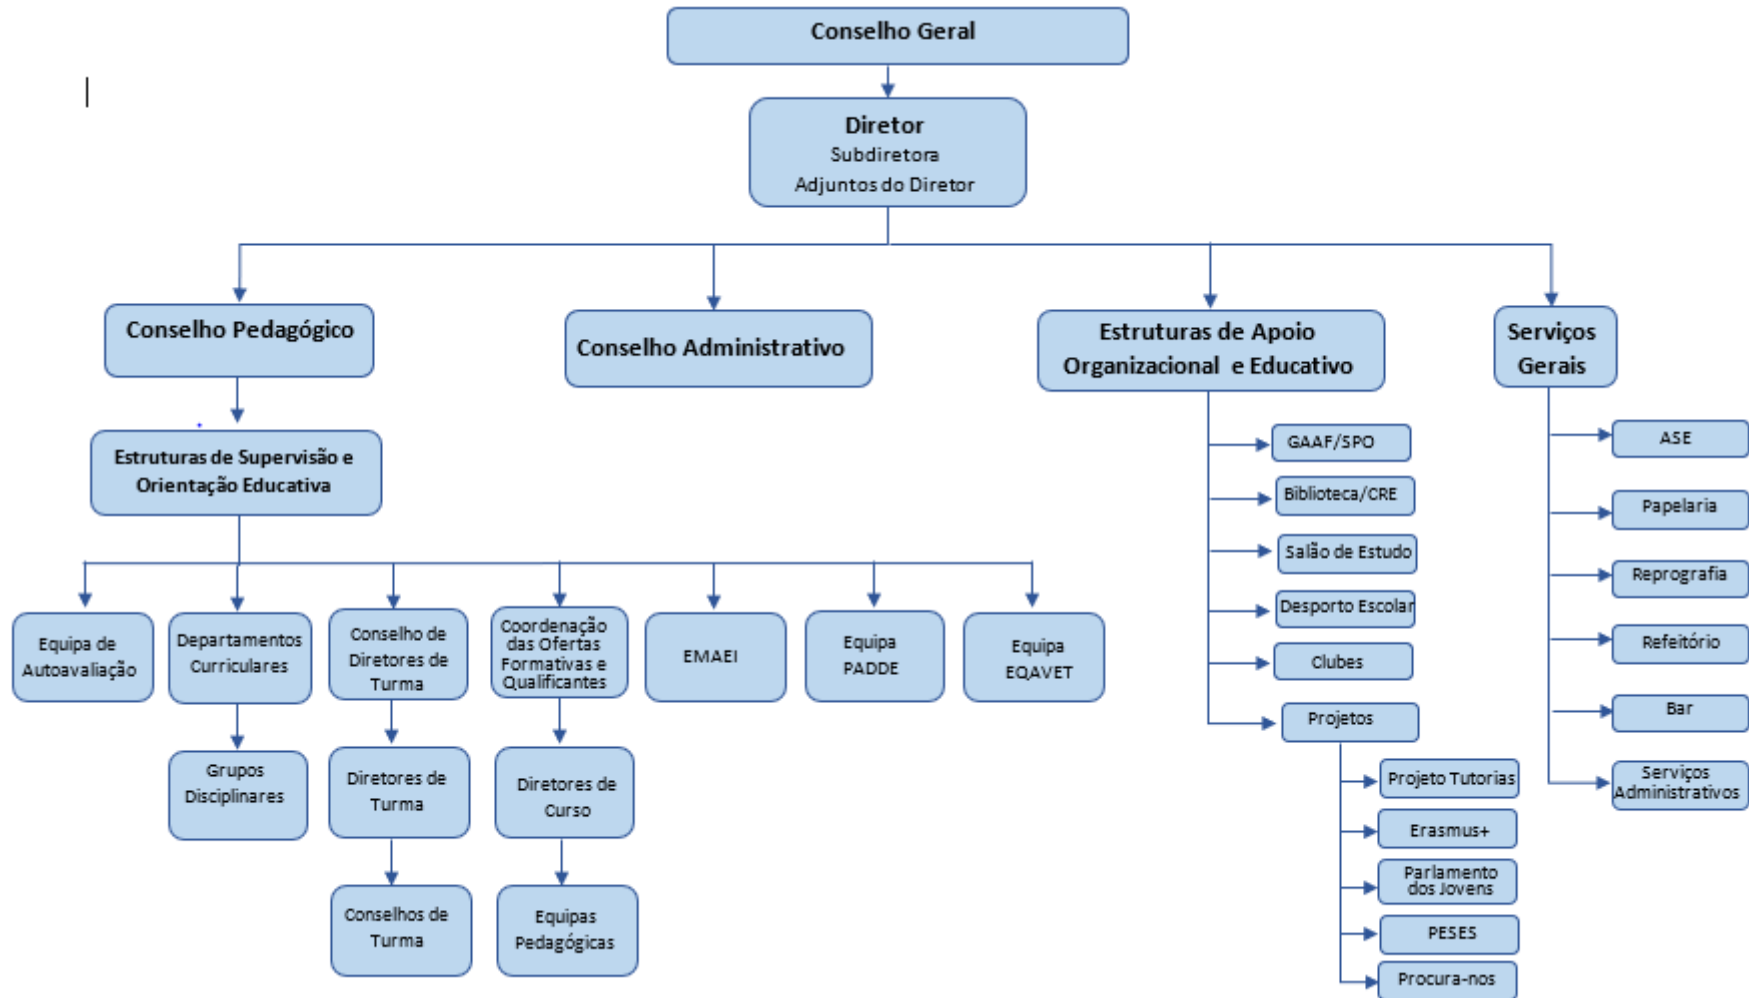 Conselho Geral
Diretor
Subdiretora
Adjuntos do Diretor
Conselho Pedagógico
Conselho Administrativo
Estruturas de Apoio
Organizacional e Educativo
Serviços
Gerais
Estruturas de Supervisão e
Orientação Educativa
Equipa de
Autoavaliação
Departamentos
Curriculares
Conselho de
Diretores de
Turma
Coordenação
das Ofertas
Formativas e
Qualificantes
EMAEI
Equipa
PADDE
Equipa
EQAVET
Grupos
Disciplinares
Diretores de
Turma
Diretores de
Curso
Conselhos de
Turma
Equipas
Pedagógicas
GAAF/SPO
Biblioteca/CRE
Salão de Estudo
Desporto Escolar
Clubes
Projetos
Projeto Tutorias
Erasmus+
Parlamento
dos Jovens
PESES
Procura-nos
ASE
Papelaria
Reprografia
Refeitório
Bar
Serviços
Administrativos